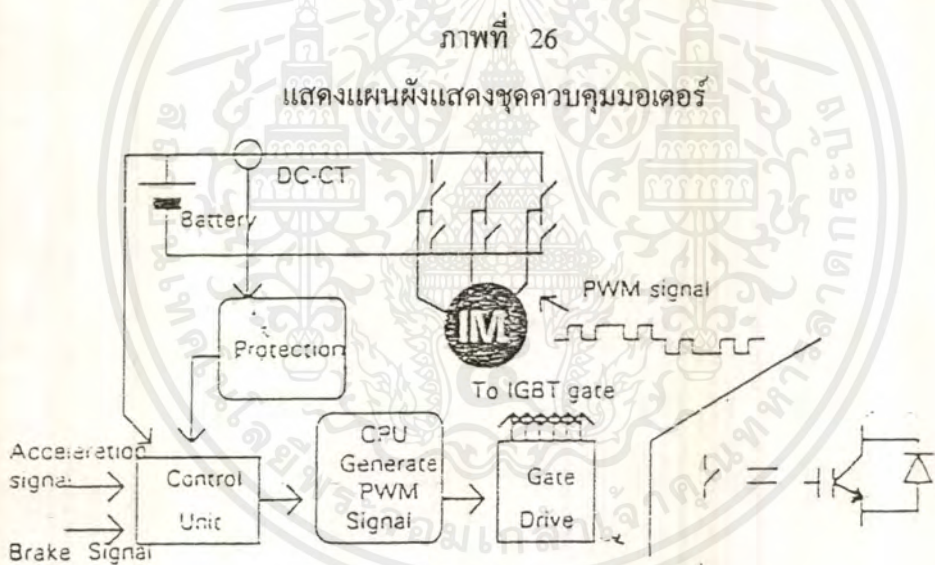 ภาพที่ 26
แสดงแผนผังแสดงชุดควบคุมมอเตอร์
DC-CT
Battery
PWM signal
IM
Protection
To IGBT gate
Acceleration
signal
Control
Unit
CPU
Generate
PWM
Signal
Gate
Drive
Brake Signal